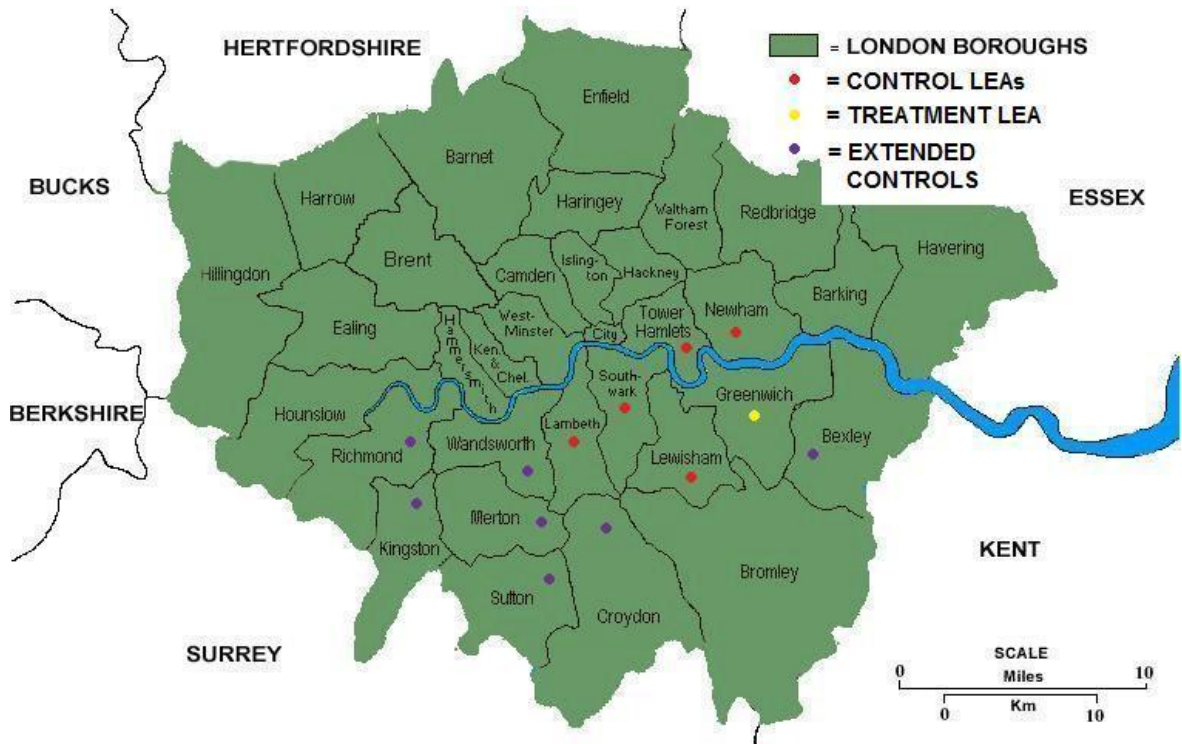 HERTFORDSHIRE
= LONDON BOROUGHS
= CONTROL LEAs
= TREATMENT LEA
= EXTENDED
CONTROLS
BUCKS
ESSEX
BERKSHIRE
KENT
SURREY
Enfield
Barnet
Harrow
Haringey
Waltham
Forest
Redbridge
Havering
Hillingdon
Brent
Camden
Isling-
ton
Hackney
Ealing
West-
Minster
City
Tower
Hamlets
Newham
Barking
Hammersmith
Ken.
&
Chel.
Hounslow
Richmond
Wandsworth
Lambeth
South-
wark
Greenwich
Lewisham
Bexley
Kingston
Merton
Sutton
Croydon
Bromley
SCALE
0 Miles 10
Km
0 10